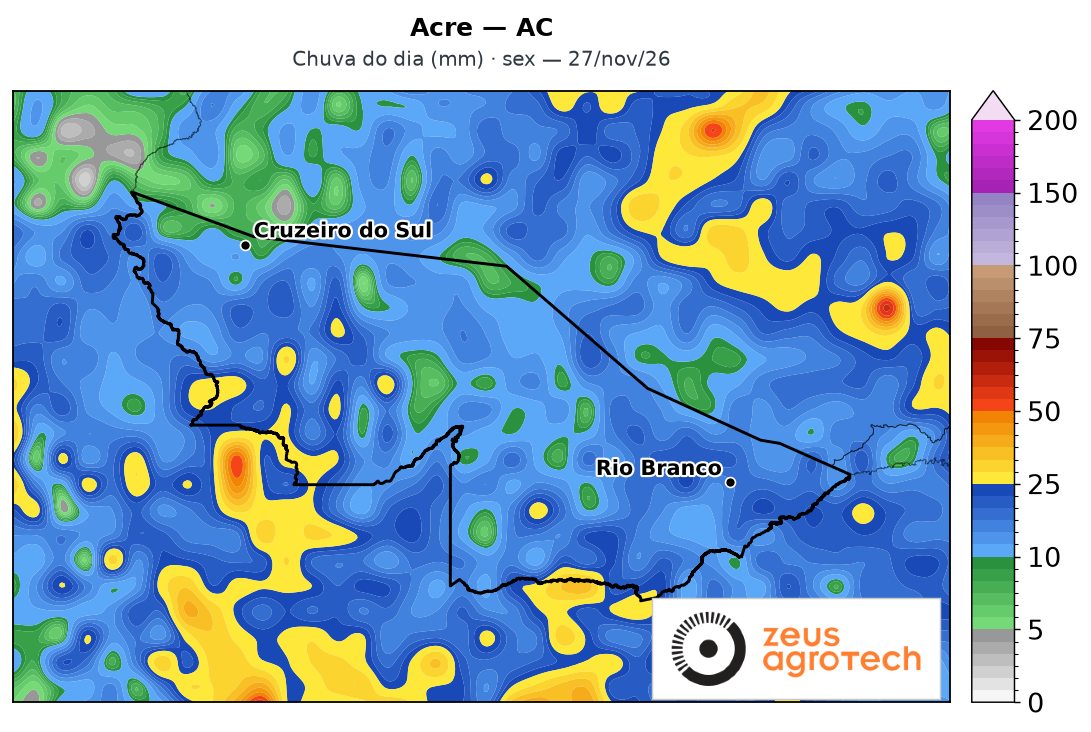 Acre — AC
Chuva do dia (mm) · sex — 27/nov/26
Cruzeiro do Sul
Rio Branco
200
150
100
75
50
25
10
5
0
zeus
agrotech